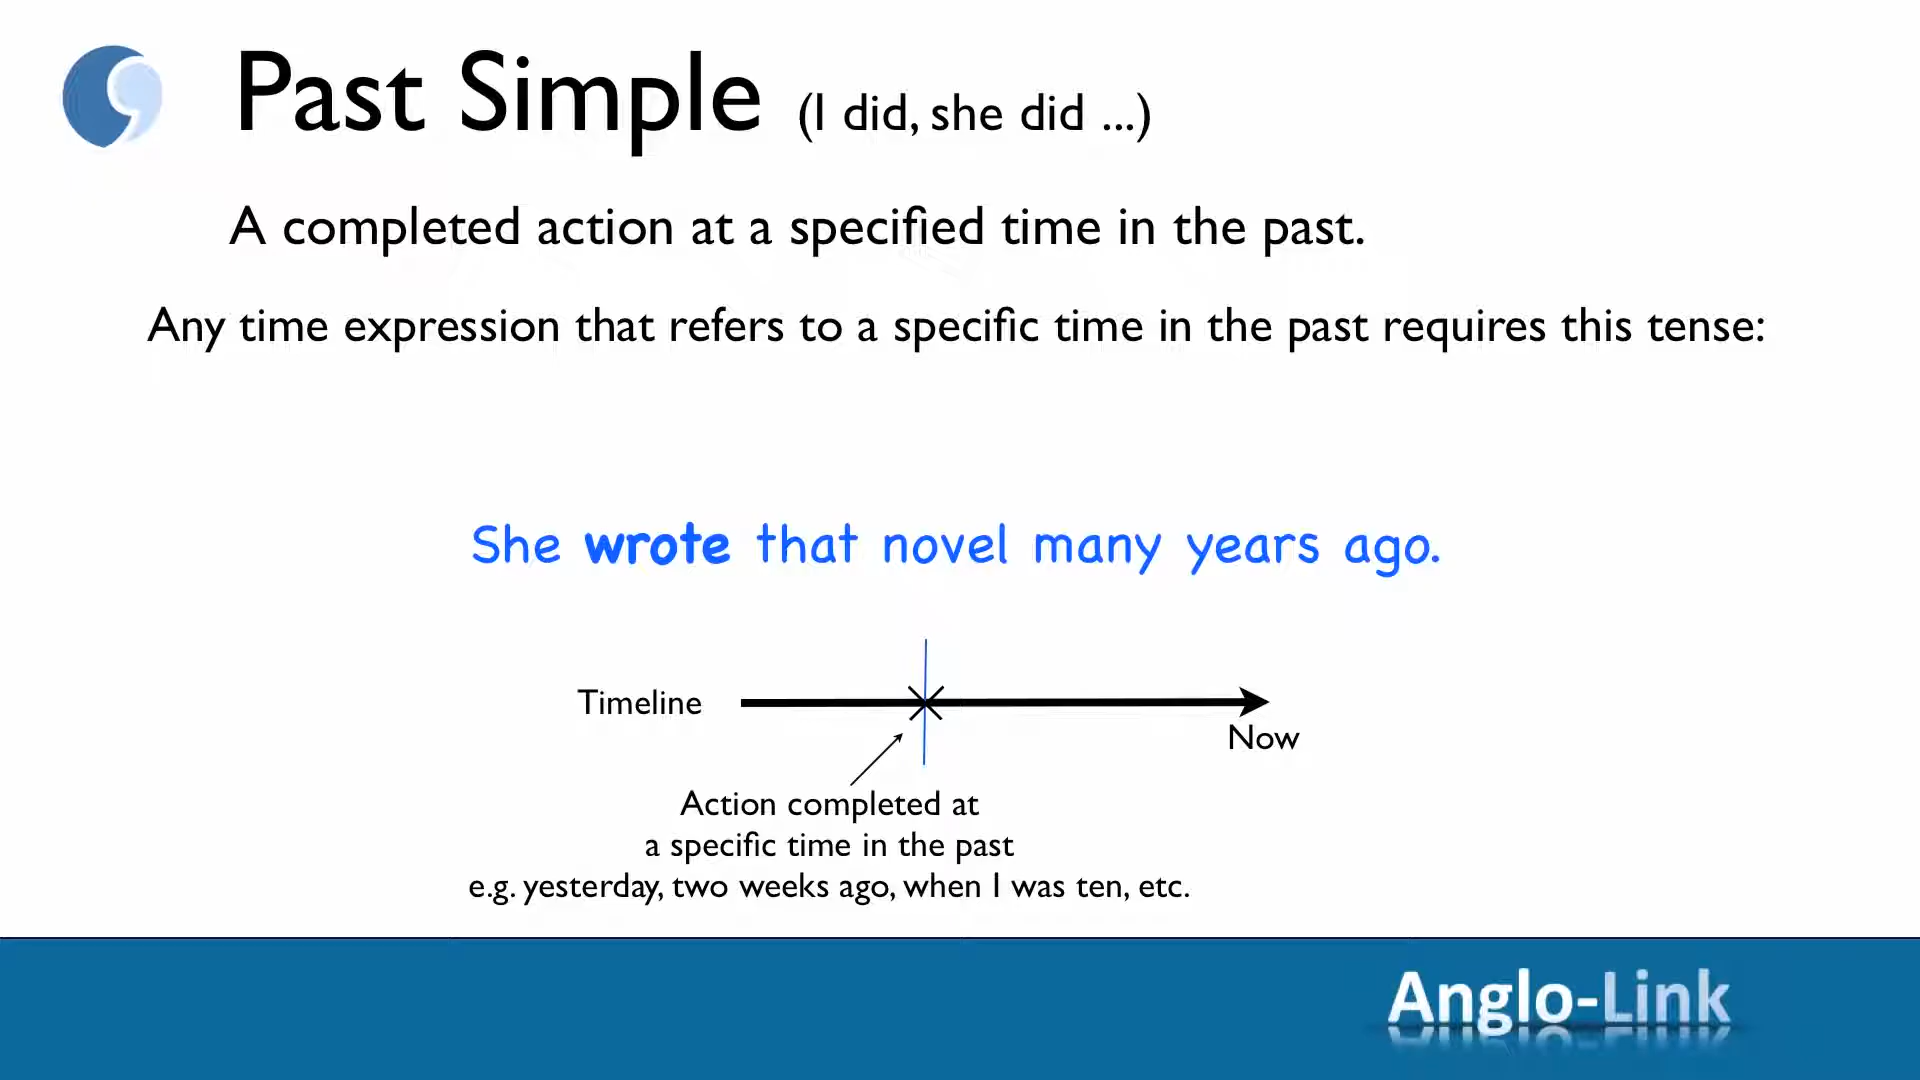 Past Simple (I did, she did ...)
A completed action at a specified time in the past.
Any time expression that refers to a specific time in the past requires this tense:
She wrote that novel many years ago.
Timeline
Now
Action completed at
a specific time in the past
e.g. yesterday, two weeks ago, when I was ten, etc.
Anglo-Link